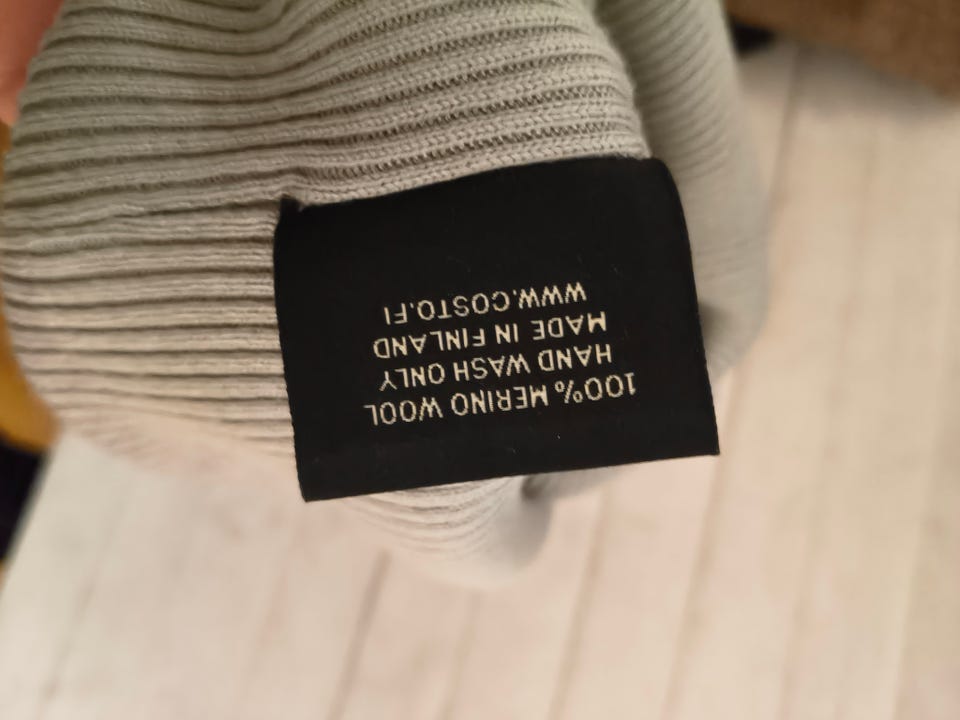 100% MERINO WOOL
HAND WASH ONLY
MADE IN FINLAND
WWW.COSTO.FI